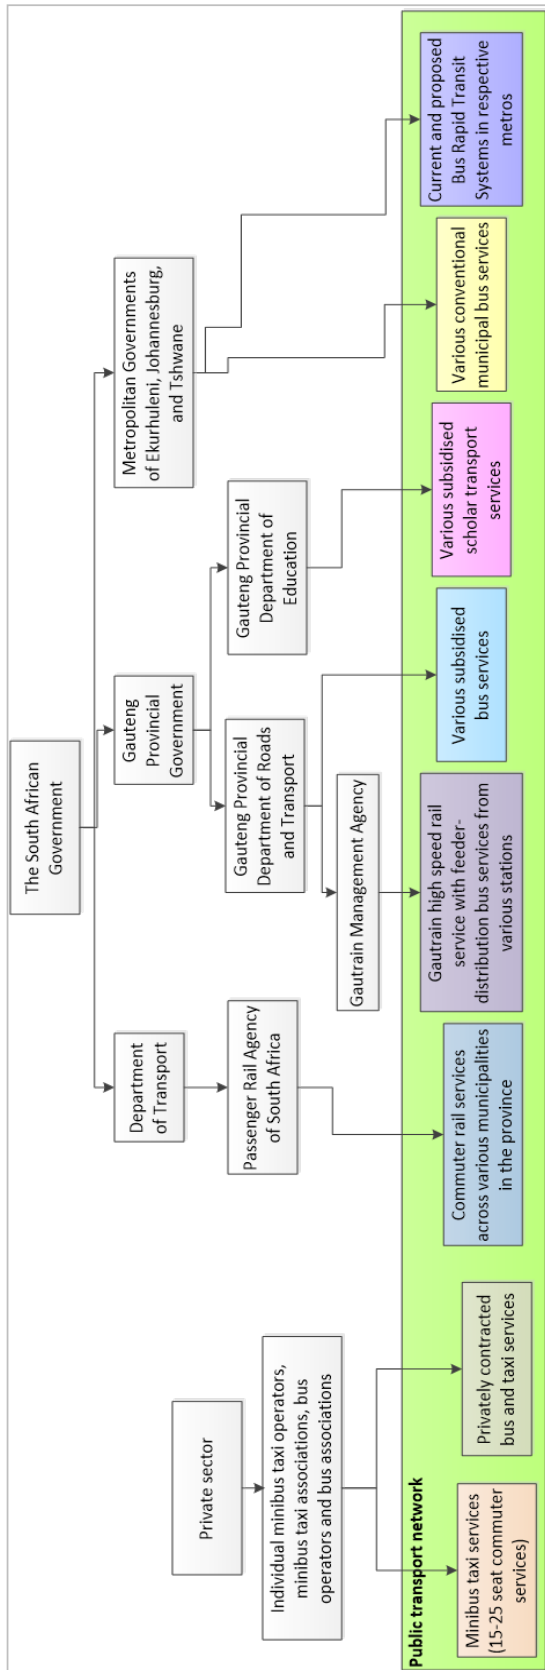 The South African
Government
Private sector
Department
of Transport
Gauteng
Provincial
Government
Metropolitan Governments
of Ekurhuleni, Johannesburg,
and Tshwane
Individual minibus taxi operators,
minibus taxi associations, bus
operators and bus associations
Passenger Rail Agency
of South Africa
Gauteng Provincial
Department of Roads
and Transport
Gauteng Provincial
Department of
Education
Gautrain Management Agency
Public transport network
Minibus taxi services
(15-25 seat commuter
services)
Privately contracted
bus and taxi services
Commuter rail services
across various municipalities
in the province
Gautrain high speed rail
service with feeder-
distribution bus services from
various stations
Various subsidised
bus services
Various subsidised
scholar transport
services
Various conventional
municipal bus services
Current and proposed
Bus Rapid Transit
Systems in respective
metros